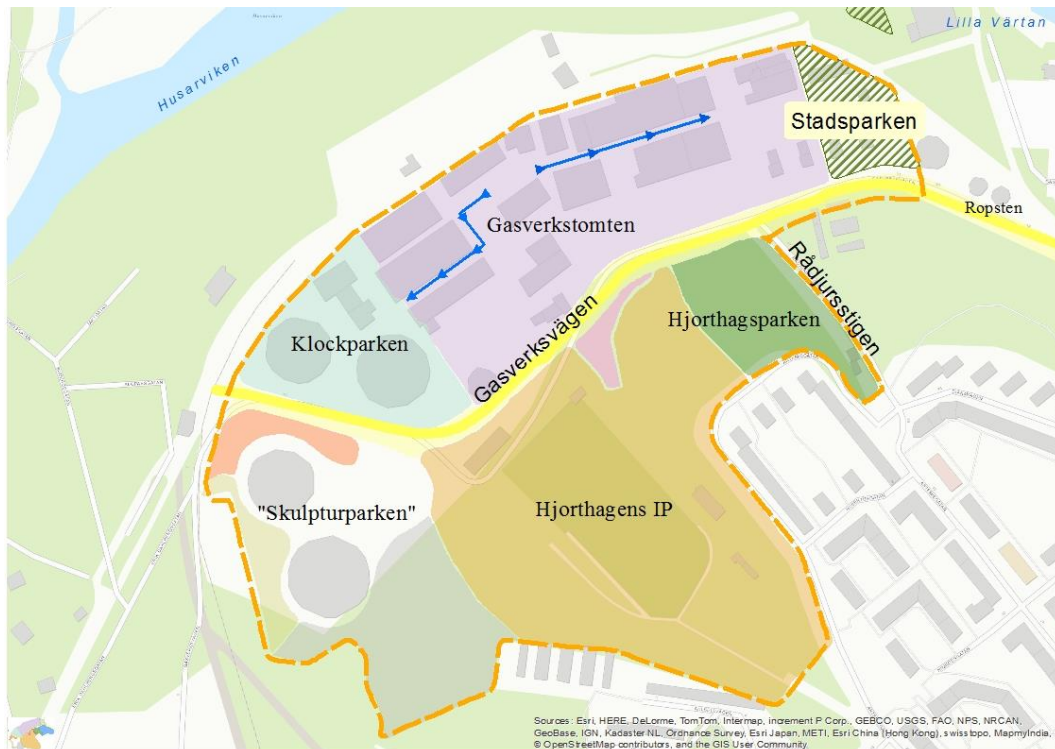 Lilla Värtan
Husarviken
Stadsparken
Ropsten
Gasverkstomten
Rådjursstigen
Hjorthagsparken
Gasverksvägen
Klockparken
"Skulpturparken"
Hjorthagens IP
Sources: Esri, HERE, DeLorme, TomTom, Intermap, increment P Corp., GEBCO, USGS, FAO, NPS, NRCAN,
GeoBase, IGN, Kadaster NL, Ordnance Survey, Esri Japan, METI, Esri China (Hong Kong), swisstopo, MapmyIndia,
© OpenStreetMap contributors, and the GIS User Community